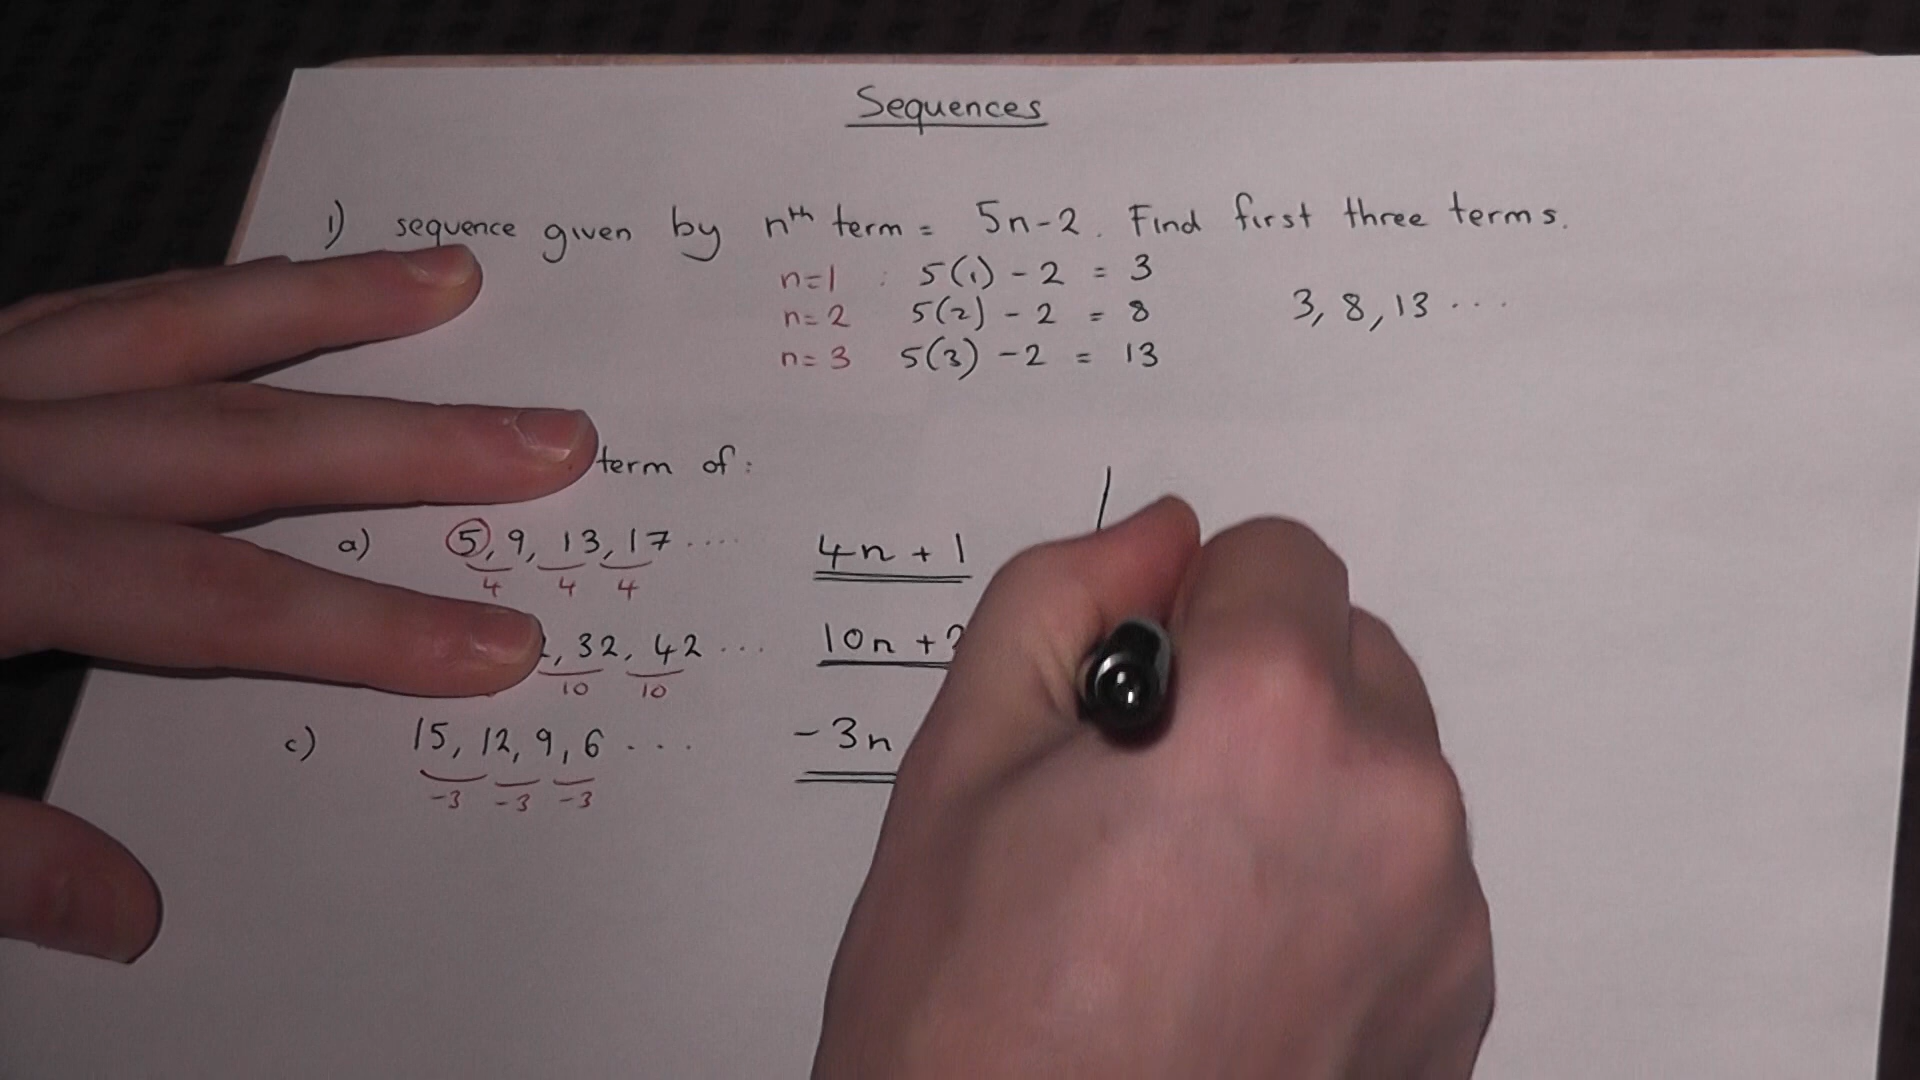 Sequences
1) sequence given by nth term = 5n-2. Find first three terms.
n=1 : 5(1) - 2 = 3
n=2 5(2) - 2 = 8 3, 8, 13 ...
n=3 5(3) - 2 = 13
term of:
a) 5, 9, 13, 17 .... 4n + 1
4 4 4
, 32, 42 ... 10n +
10 10
c) 15, 12, 9, 6 ... -3n
-3 -3 -3